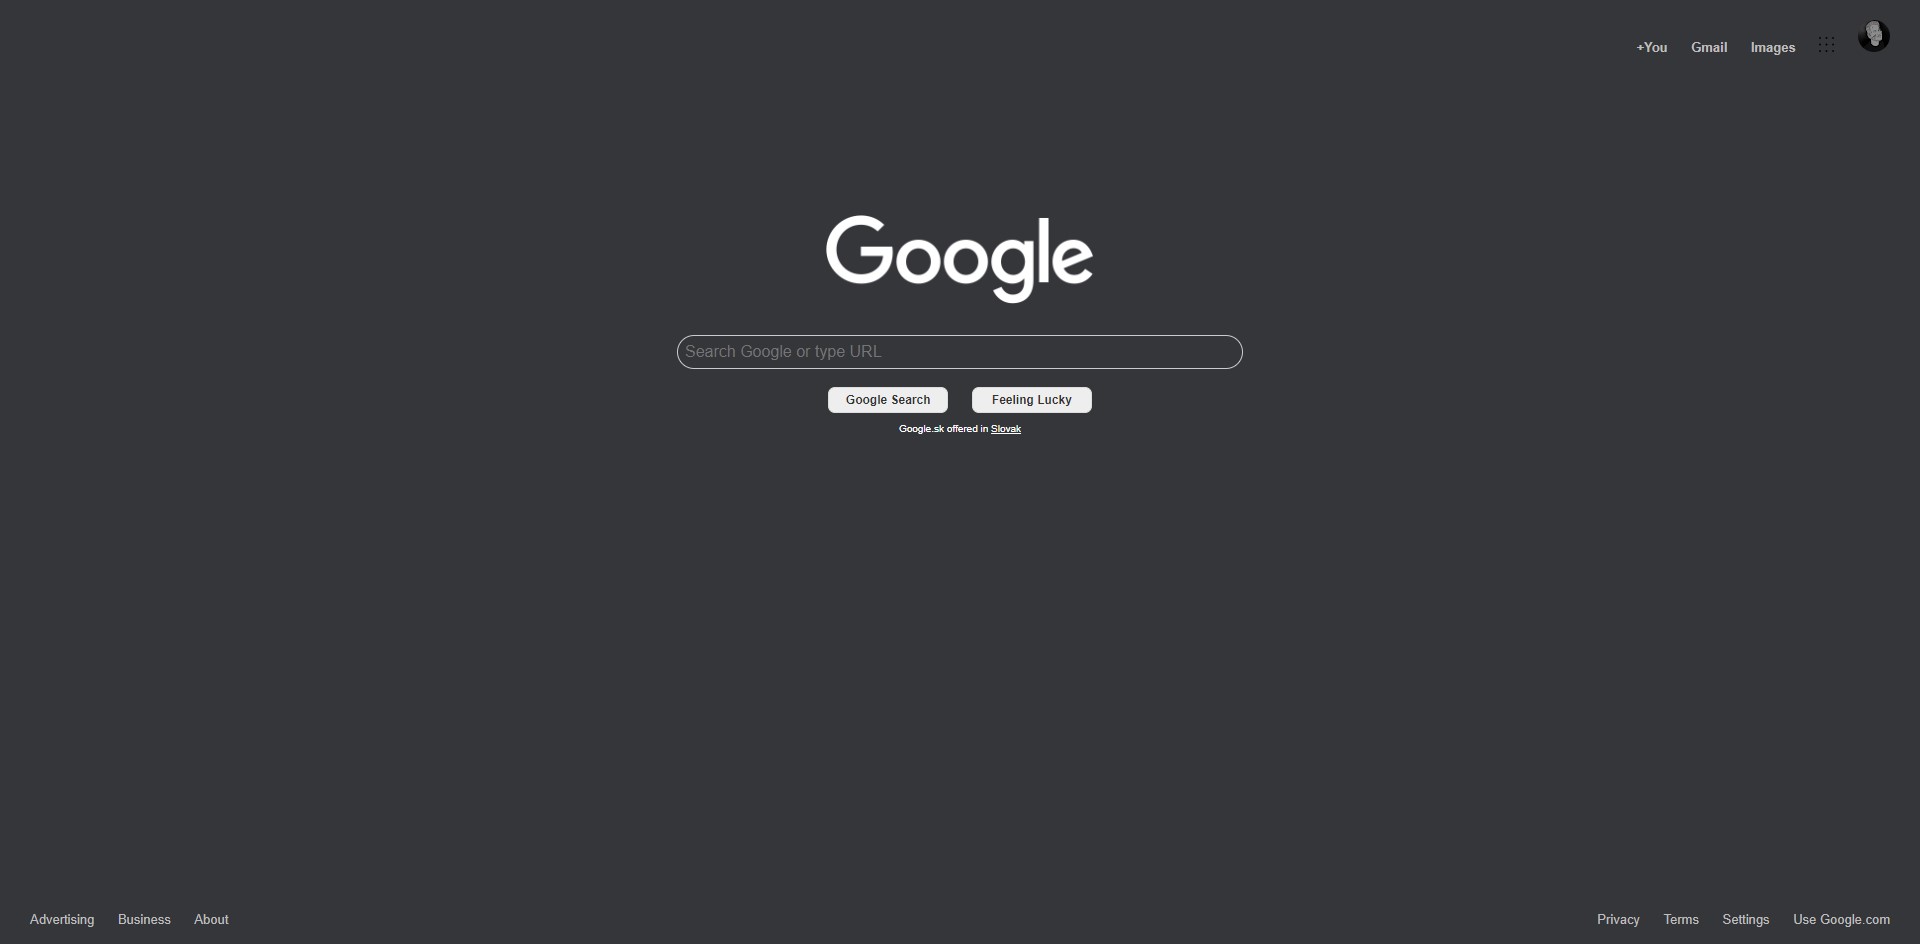 +You Gmail Images
Google
Search Google or type URL
Google Search Feeling Lucky
Google.sk offered in Slovak
Advertising Business About Privacy Terms Settings Use Google.com